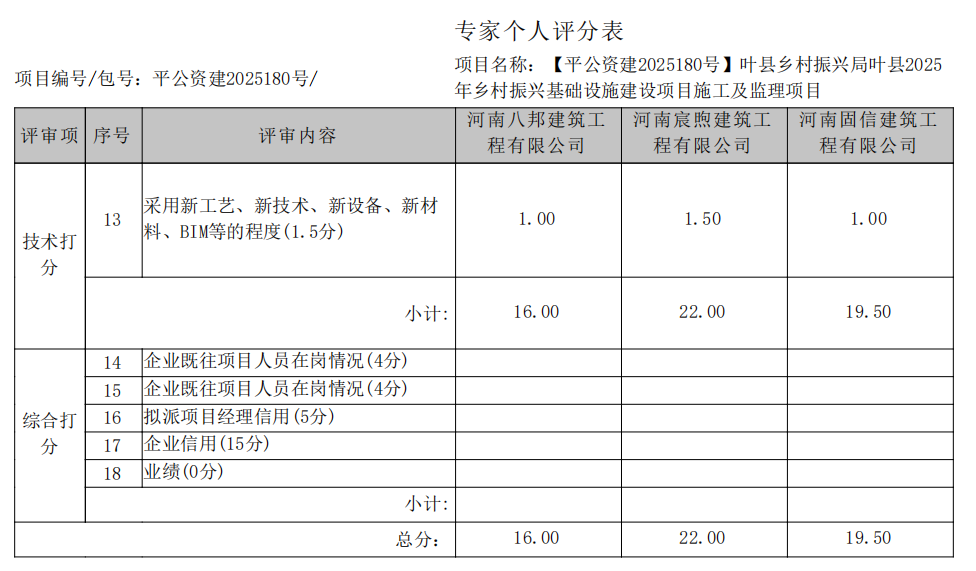 专家个人评分表
项目编号/包号：平公资建2025180号/
项目名称：【平公资建2025180号】叶县乡村振兴局叶县2025
年乡村振兴基础设施建设项目施工及监理项目
评审项 序号 评审内容 河南八邦建筑工 河南宸煦建筑工 河南固信建筑工
程有限公司 程有限公司 程有限公司
技术打
分
13 采用新工艺、新技术、新设备、新材
料、BIM等的程度(1.5分) 1.00 1.50 1.00
小计: 16.00 22.00 19.50
综合打
分
14 企业既往项目人员在岗情况(4分)
15 企业既往项目人员在岗情况(4分)
16 拟派项目经理信用(5分)
17 企业信用(15分)
18 业绩(0分)
小计:
总分: 16.00 22.00 19.50